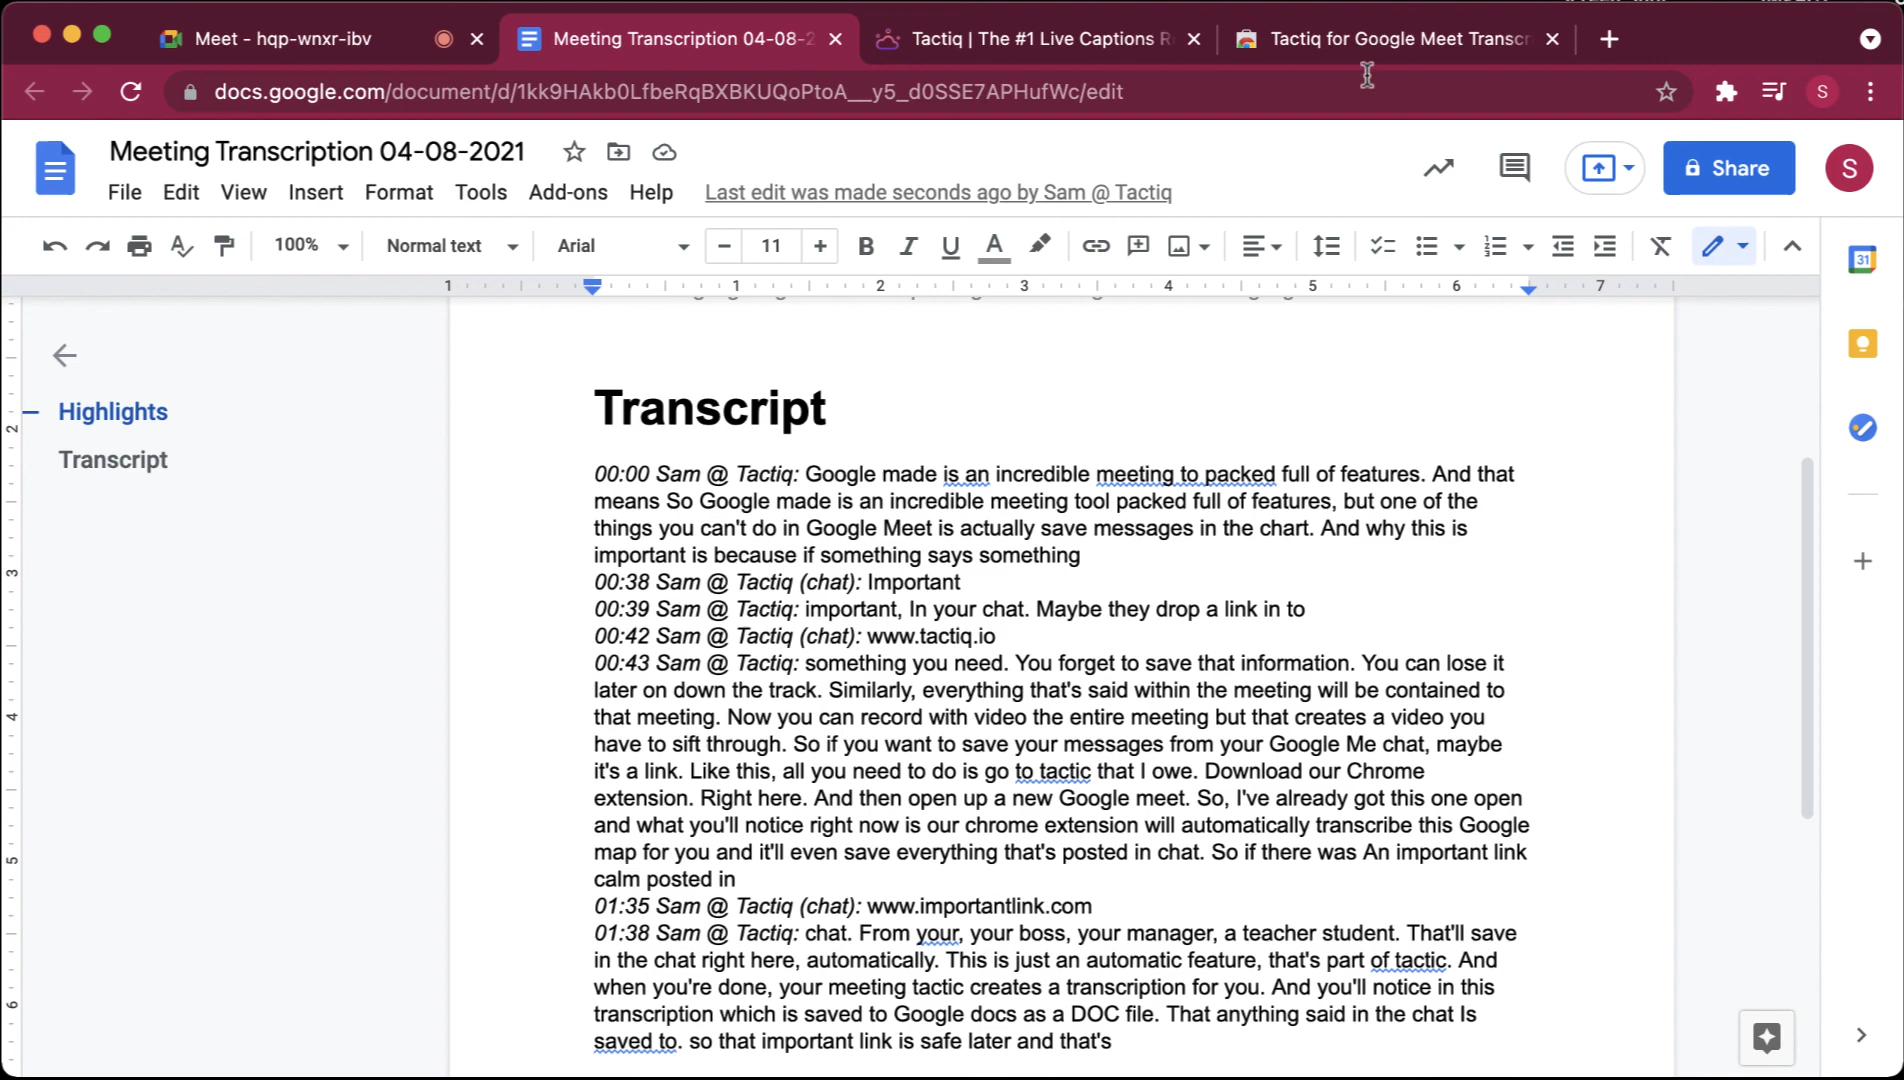 Meet - hqp-wnxr-ibv
Meeting Transcription 04-08-2
Tactiq | The #1 Live Captions R
Tactiq for Google Meet Transcr
docs.google.com/document/d/1kk9HAkb0LfbeRqBXBKUQoPtoA__y5_d0SSE7APHufWc/edit
S
Meeting Transcription 04-08-2021
File Edit View Insert Format Tools Add-ons Help
Last edit was made seconds ago by Sam @ Tactiq
Share
S
100% Normal text Arial 11
31
1 1 2 3 4 5 6 7
2
3
4
5
6
Highlights
Transcript
Transcript
00:00 Sam @ Tactiq: Google made is an incredible meeting to packed full of features. And that
means So Google made is an incredible meeting tool packed full of features, but one of the
things you can't do in Google Meet is actually save messages in the chart. And why this is
important is because if something says something
00:38 Sam @ Tactiq (chat): Important
00:39 Sam @ Tactiq: important, In your chat. Maybe they drop a link in to
00:42 Sam @ Tactiq (chat): www.tactiq.io
00:43 Sam @ Tactiq: something you need. You forget to save that information. You can lose it
later on down the track. Similarly, everything that's said within the meeting will be contained to
that meeting. Now you can record with video the entire meeting but that creates a video you
have to sift through. So if you want to save your messages from your Google Me chat, maybe
it's a link. Like this, all you need to do is go to tactic that I owe. Download our Chrome
extension. Right here. And then open up a new Google meet. So, I've already got this one open
and what you'll notice right now is our chrome extension will automatically transcribe this Google
map for you and it'll even save everything that's posted in chat. So if there was An important link
calm posted in
01:35 Sam @ Tactiq (chat): www.importantlink.com
01:38 Sam @ Tactiq: chat. From your, your boss, your manager, a teacher student. That'll save
in the chat right here, automatically. This is just an automatic feature, that's part of tactic. And
when you're done, your meeting tactic creates a transcription for you. And you'll notice in this
transcription which is saved to Google docs as a DOC file. That anything said in the chat Is
saved to. so that important link is safe later and that's